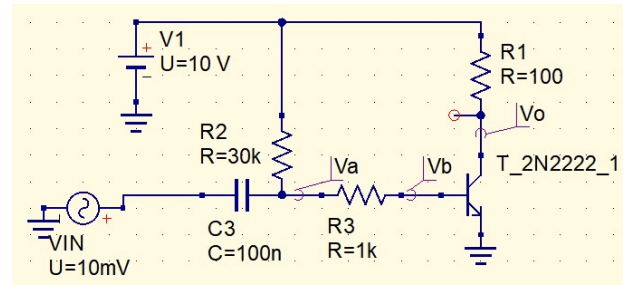 V1
U=10 V
R1
R=100
Vo
R2
R=30k
Va
Vb
T_2N2222_1
C3
C=100n
R3
R=1k
VIN
U=10mV